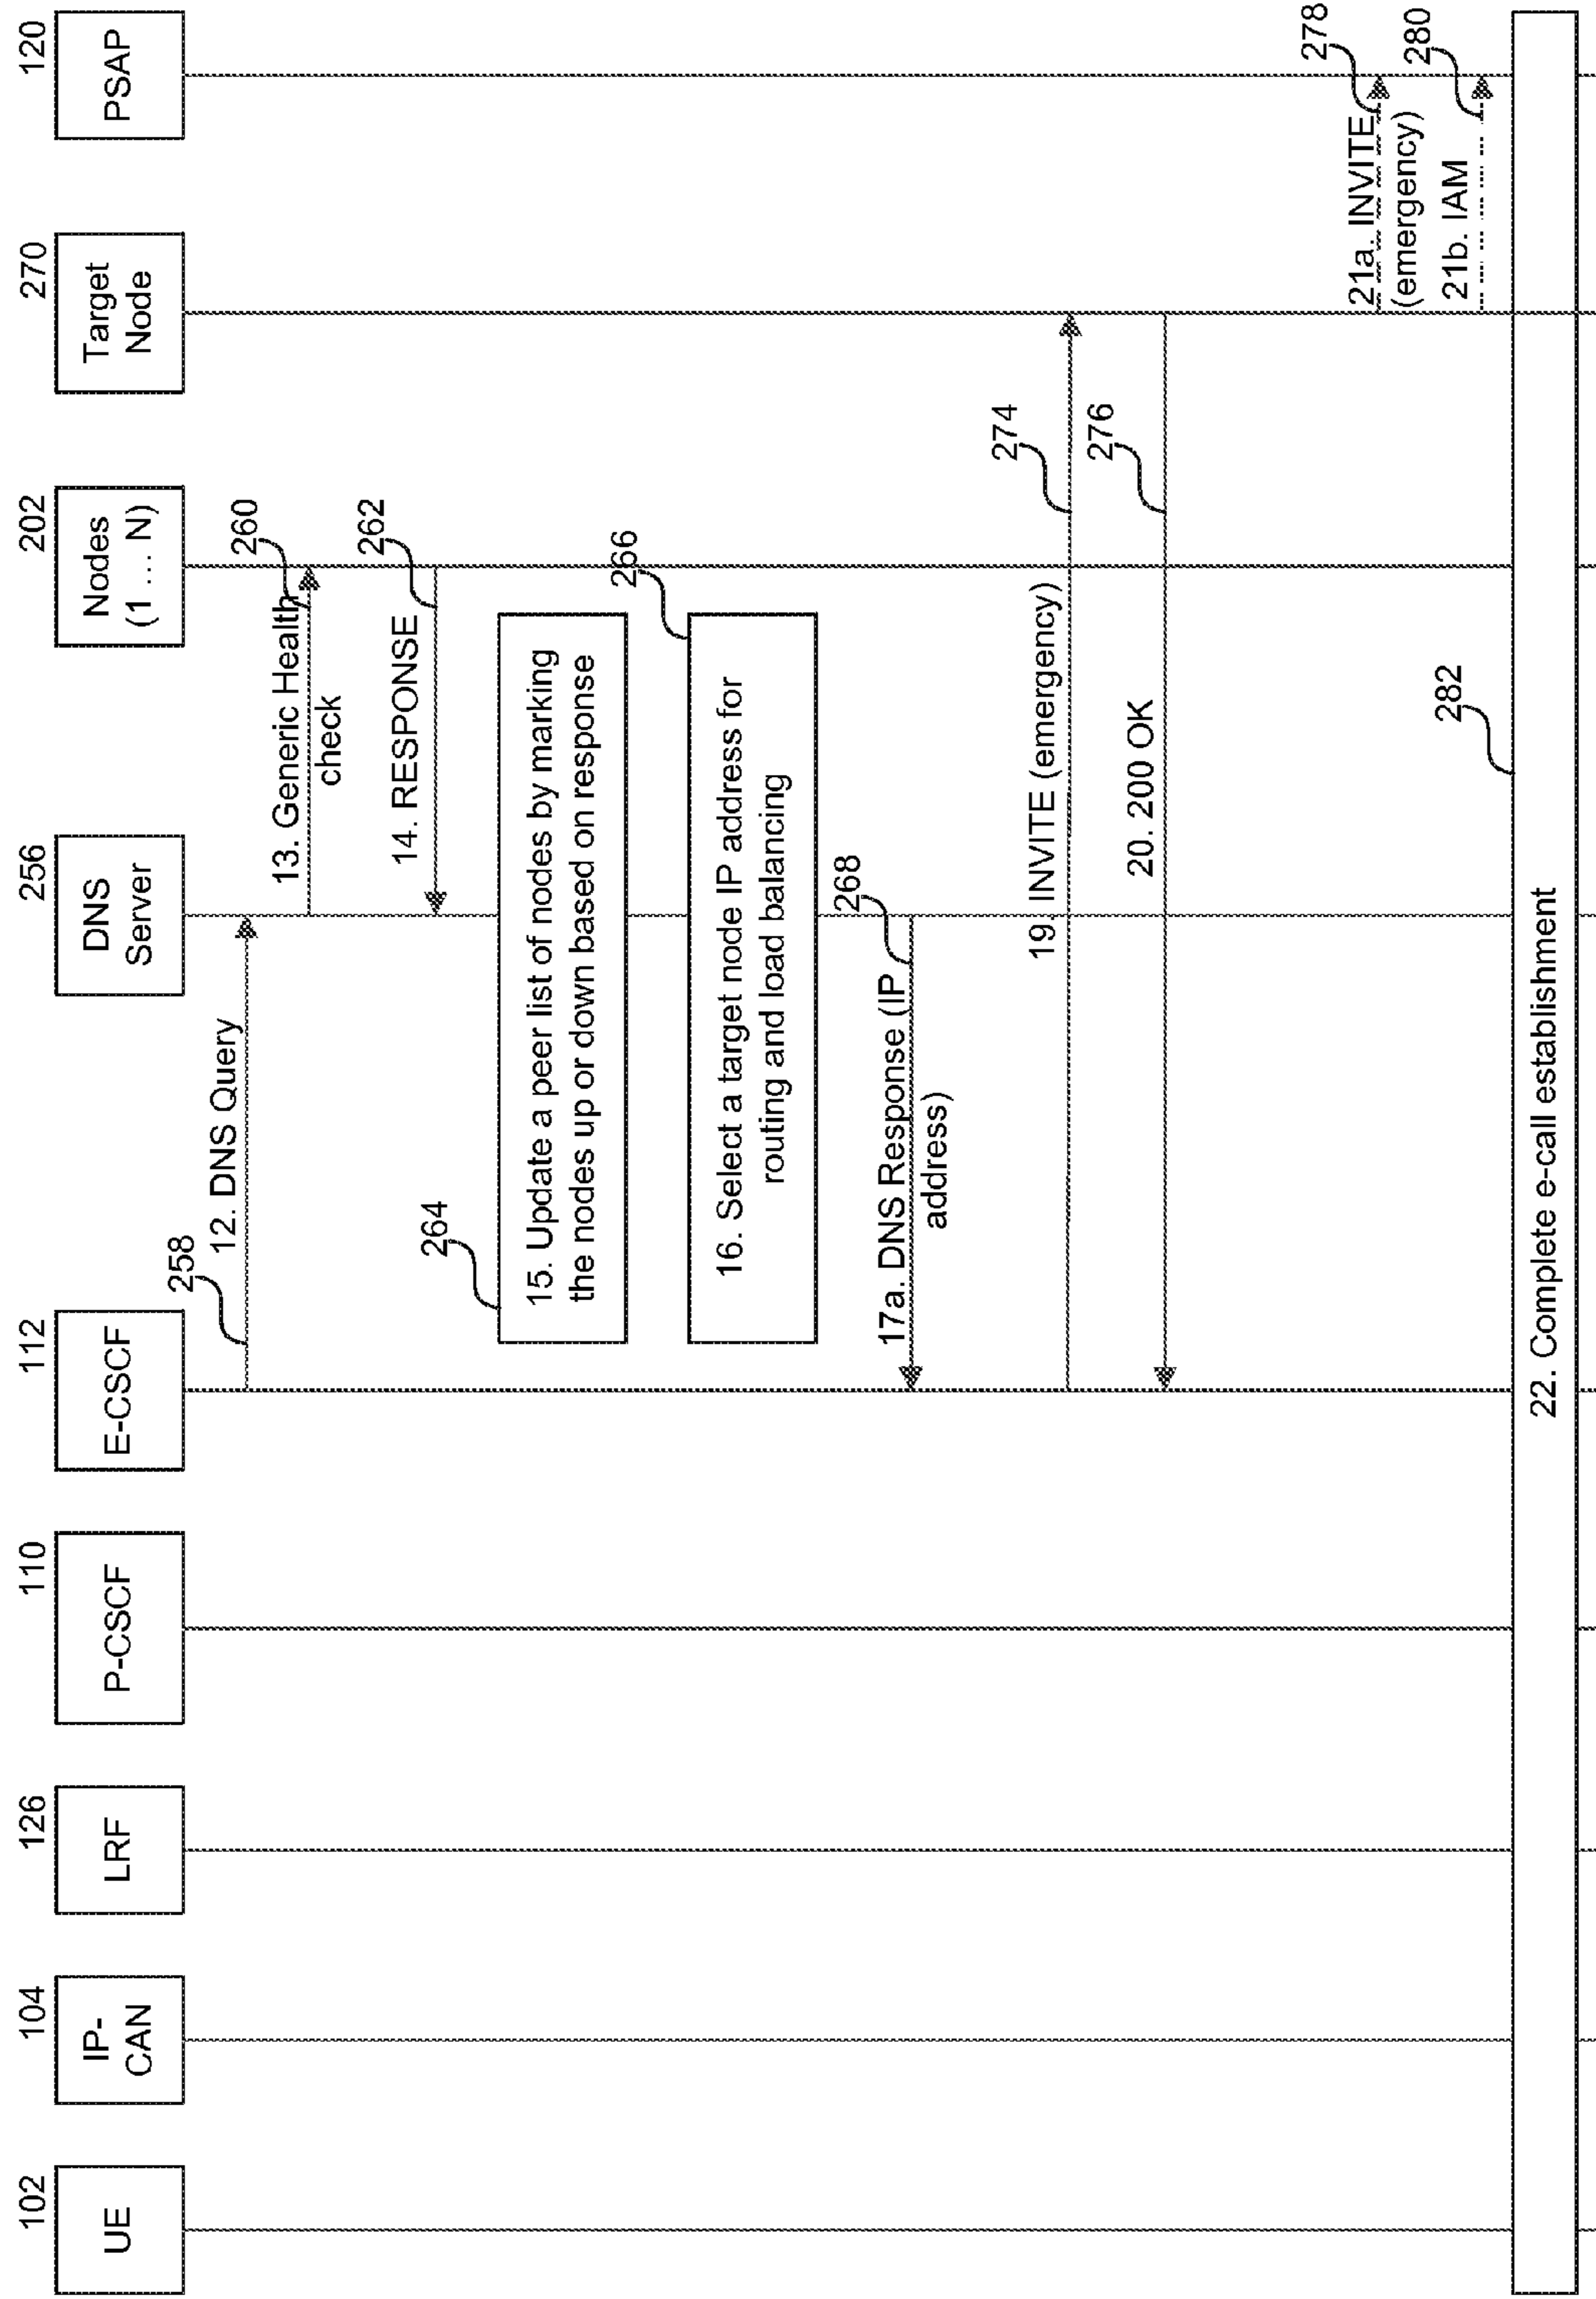 102
104
126
110
112
256
202
270
120
UE
IP-
CAN
LRF
P-CSCF
E-CSCF
DNS
Server
Nodes
(1 ... N)
Target
Node
PSAP
258
12. DNS Query
260
13. Generic Health
check
262
14. RESPONSE
264
15. Update a peer list of nodes by marking
the nodes up or down based on response
266
16. Select a target node IP address for
routing and load balancing
268
17a. DNS Response (IP
address)
274
19. INVITE (emergency)
276
20. 200 OK
278
21a. INVITE
(emergency)
280
21b. IAM
282
22. Complete e-call establishment